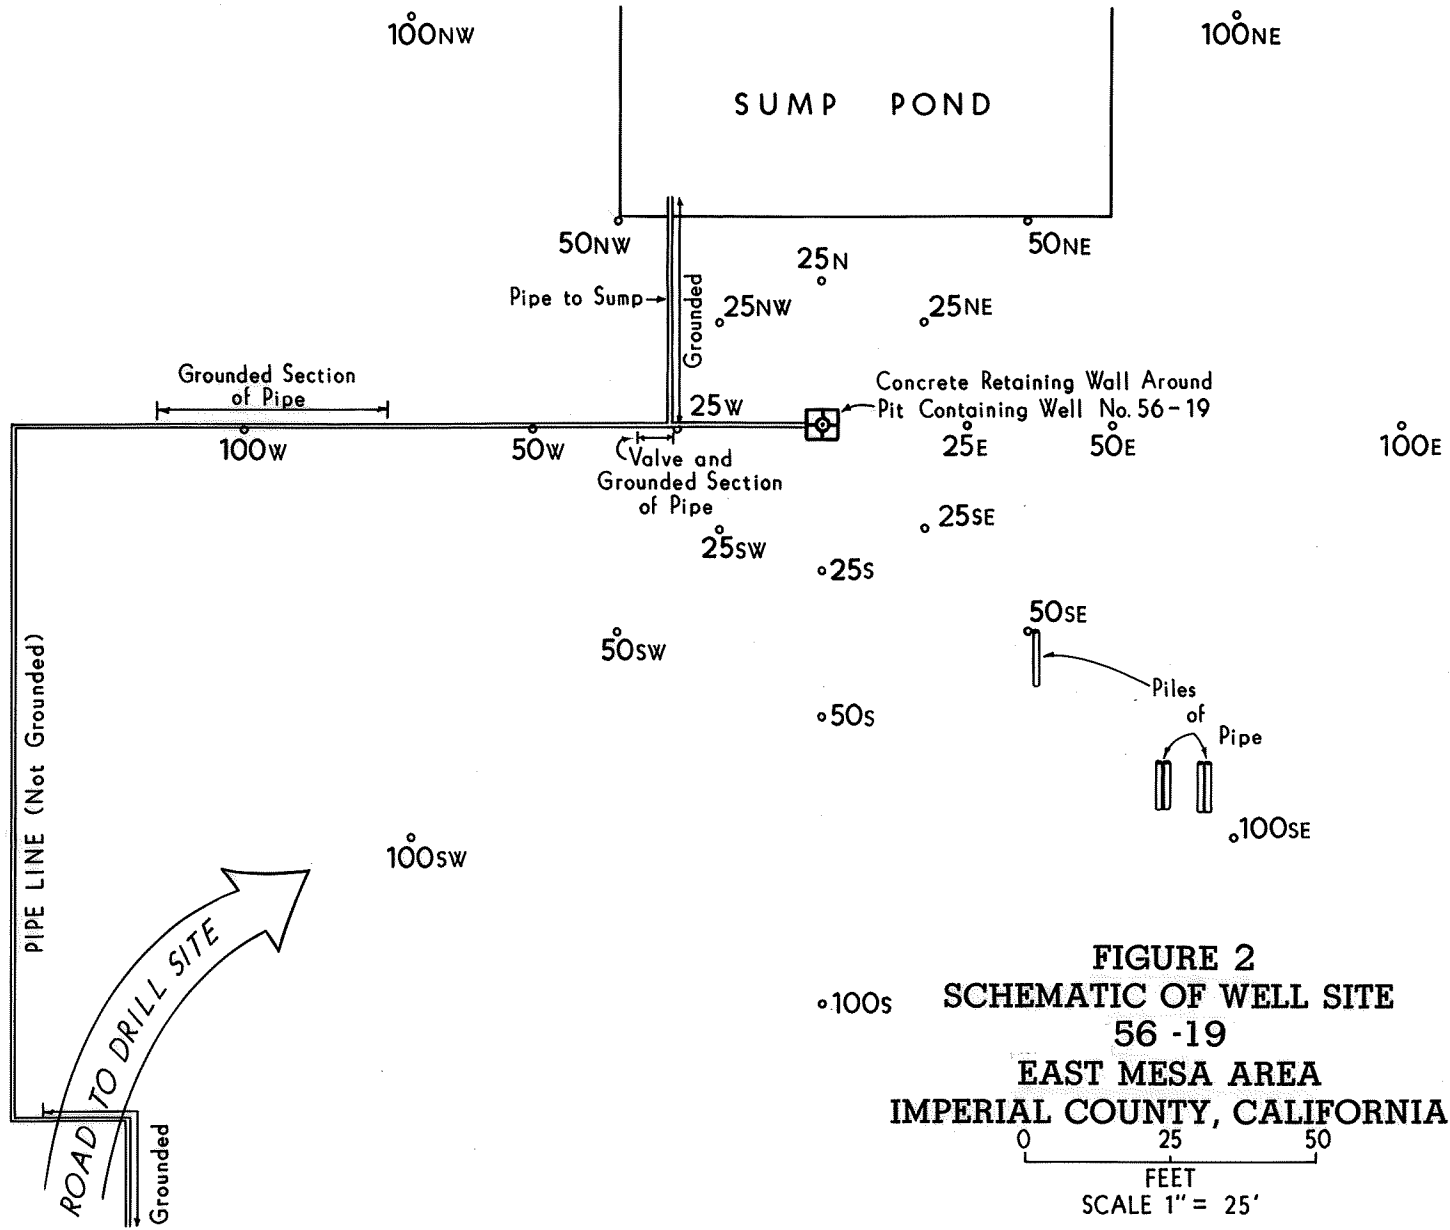 100NW
100NE
SUMP POND
50NW
50NE
25N
Pipe to Sump
Grounded
25NW
25NE
Grounded Section
of Pipe
25W
Concrete Retaining Wall Around
Pit Containing Well No. 56-19
100W
50W
25E
50E
100E
Valve and
Grounded Section
of Pipe
25SW
25SE
25S
50SE
50SW
Piles
of
Pipe
50S
PIPE LINE (Not Grounded)
100SW
100SE
ROAD TO DRILL SITE
100S
Grounded
FIGURE 2
SCHEMATIC OF WELL SITE
56 -19
EAST MESA AREA
IMPERIAL COUNTY, CALIFORNIA
0 25 50
FEET
SCALE 1" = 25'